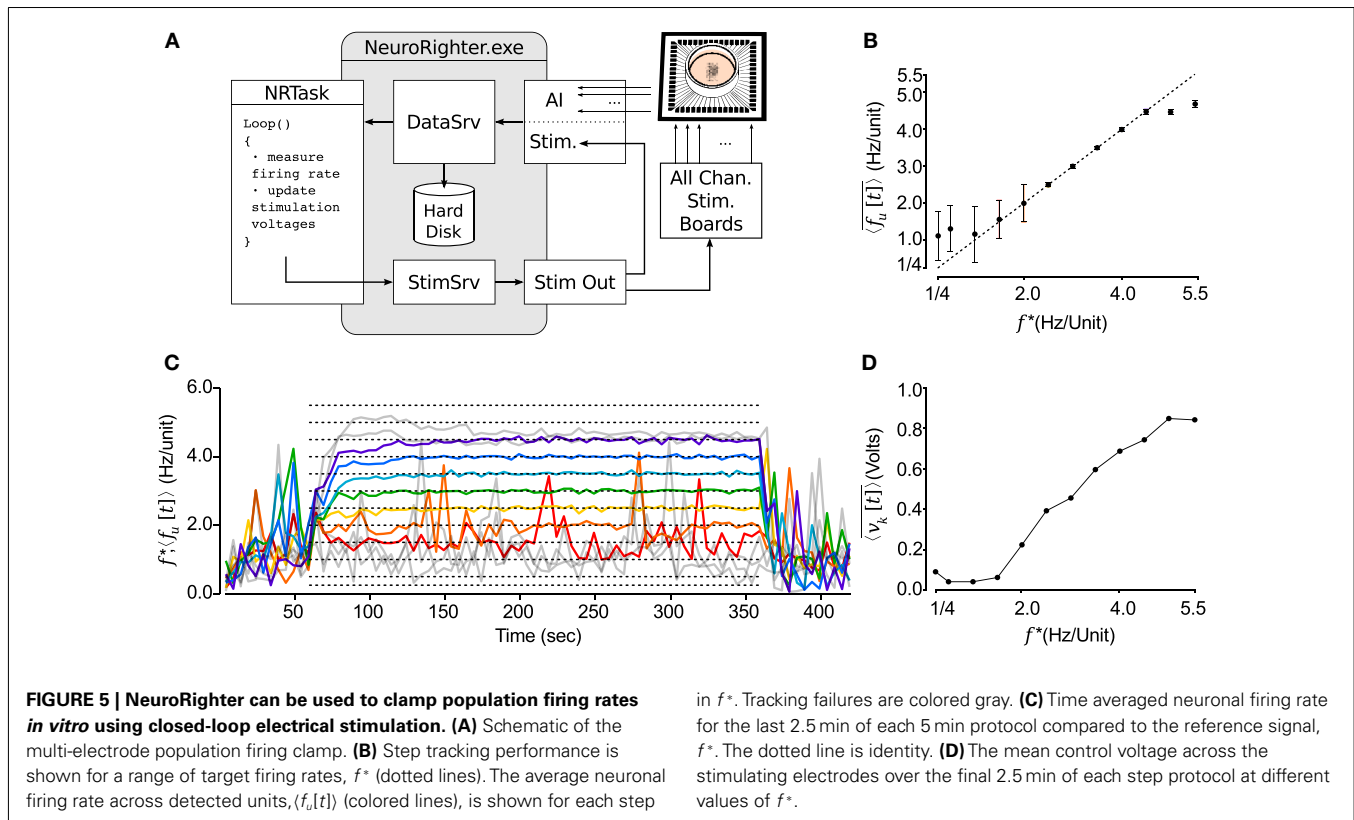 A
NeuroRighter.exe
NRTask
Loop()
{
· measure
firing rate
· update
stimulation
voltages
}
DataSrv
Hard
Disk
StimSrv
AI
...
Stim.
Stim Out
...
All Chan.
Stim.
Boards
B
⟨f_u [t]⟩ (Hz/unit)
5.5
5.0
4.0
3.0
2.0
1.0
1/4
1/4 2.0 4.0 5.5
f*(Hz/Unit)
C
f*;⟨f_u [t]⟩ (Hz/unit)
6.0
4.0
2.0
0.0
50 100 150 200 250 300 350 400
Time (sec)
D
⟨v_k [t]⟩(Volts)
1.0
0.8
0.6
0.4
0.2
0.0
1/4 2.0 4.0 5.5
f*(Hz/Unit)
FIGURE 5 | NeuroRighter can be used to clamp population firing rates
in vitro using closed-loop electrical stimulation. (A) Schematic of the
multi-electrode population firing clamp. (B) Step tracking performance is
shown for a range of target firing rates, f* (dotted lines). The average neuronal
firing rate across detected units,⟨f_u[t]⟩ (colored lines), is shown for each step
in f*. Tracking failures are colored gray. (C) Time averaged neuronal firing rate
for the last 2.5 min of each 5 min protocol compared to the reference signal,
f*. The dotted line is identity. (D) The mean control voltage across the
stimulating electrodes over the final 2.5 min of each step protocol at different
values of f*.